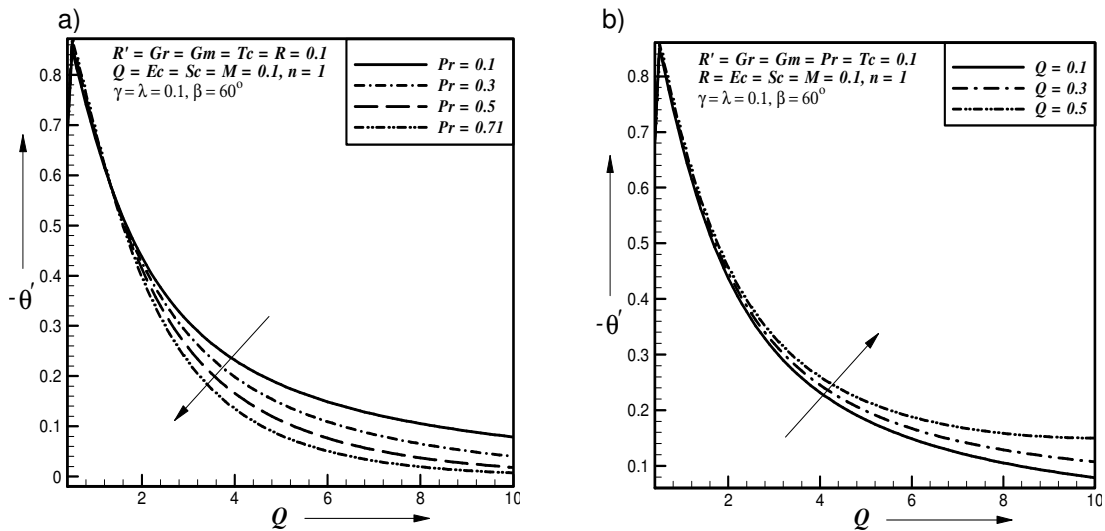 a)
R' = Gr = Gm = Tc = R = 0.1
Q = Ec = Sc = M = 0.1, n = 1
γ = λ = 0.1, β = 60°
Pr = 0.1
Pr = 0.3
Pr = 0.5
Pr = 0.71
0.8
0.7
0.6
0.5
0.4
0.3
0.2
0.1
0
-θ'
2
4
6
8
10
Q
b)
R' = Gr = Gm = Pr = Tc = 0.1
R = Ec = Sc = M = 0.1, n = 1
γ = λ = 0.1, β = 60°
Q = 0.1
Q = 0.3
Q = 0.5
0.8
0.7
0.6
0.5
0.4
0.3
0.2
0.1
-θ'
2
4
6
8
10
Q